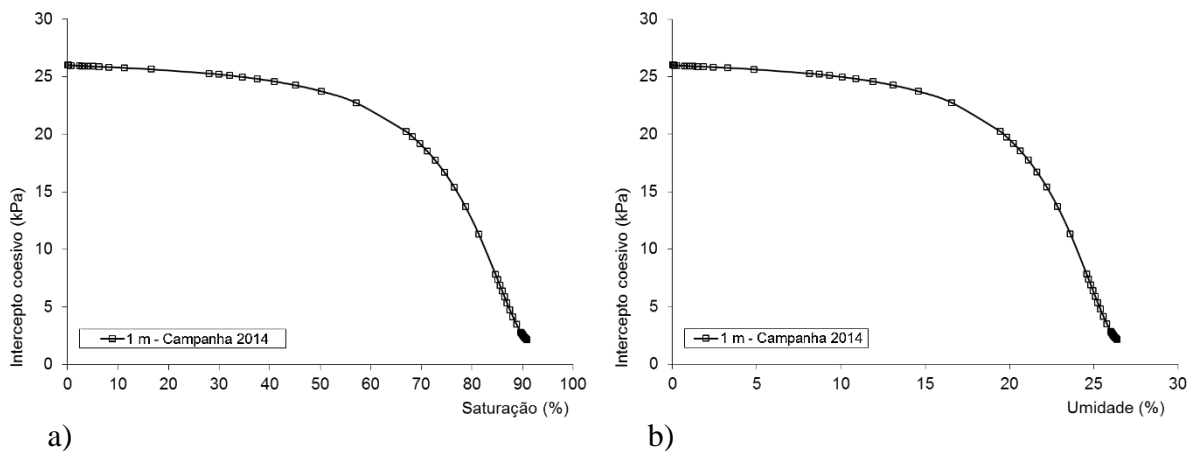 30
25
20
15
10
5
0
Intercepto coesivo (kPa)
1 m - Campanha 2014
0 10 20 30 40 50 60 70 80 90 100
Saturação (%)
a)
30
25
20
15
10
5
0
Intercepto coesivo (kPa)
1 m - Campanha 2014
0 5 10 15 20 25 30
Umidade (%)
b)